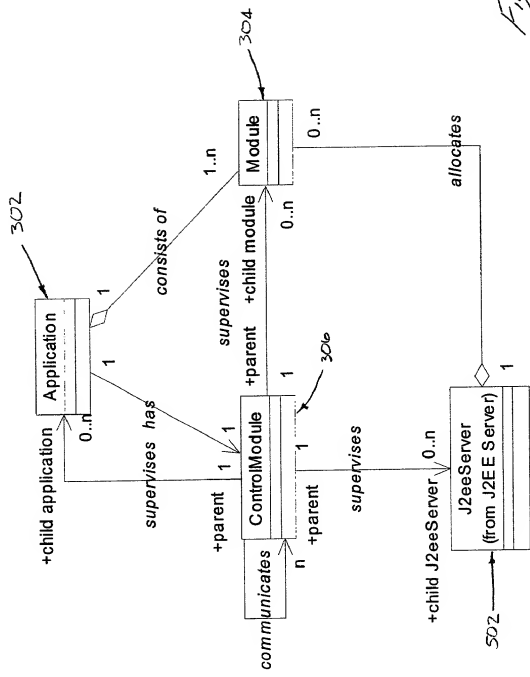 Fig
302
Application
1
1
0..n
+child application
supervises
has
consists of
1..n
304
Module
0..n
0..n
+child module
supervises
+parent
1
+parent
1
1
ControlModule
306
communicates
n
+parent
1
supervises
+child J2eeServer
0..n
J2eeServer
(from J2EE Server)
502
1
allocates